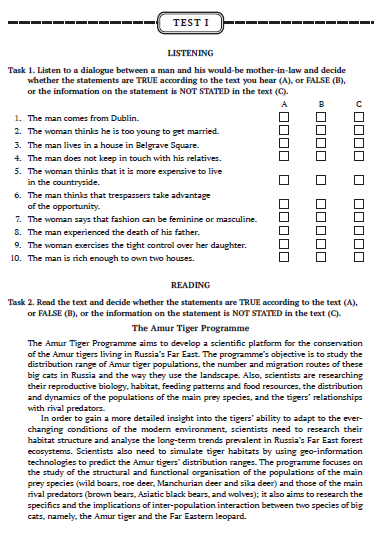 TEST I
LISTENING
Task 1. Listen to a dialogue between a man and his would-be mother-in-law and decide
whether the statements are TRUE according to the text you hear (A), or FALSE (B),
or the information on the statement is NOT STATED in the text (C).
A B C
1. The man comes from Dublin.
2. The woman thinks he is too young to get married.
3. The man lives in a house in Belgrave Square.
4. The man does not keep in touch with his relatives.
5. The woman thinks that it is more expensive to live
in the countryside.
6. The man thinks that trespassers take advantage
of the opportunity.
7. The woman says that fashion can be feminine or masculine.
8. The man experienced the death of his father.
9. The woman exercises the tight control over her daughter.
10. The man is rich enough to own two houses.
READING
Task 2. Read the text and decide whether the statements are TRUE according to the text (A),
or FALSE (B), or the information on the statement is NOT STATED in the text (C).
The Amur Tiger Programme
The Amur Tiger Programme aims to develop a scientific platform for the conservation
of the Amur tigers living in Russia's Far East. The programme's objective is to study the
distribution range of Amur tiger populations, the number and migration routes of these
big cats in Russia and the way they use the landscape. Also, scientists are researching
their reproductive biology, habitat, feeding patterns and food resources, the distribution
and dynamics of the populations of the main prey species, and the tigers' relationships
with rival predators.
In order to gain a more detailed insight into the tigers' ability to adapt to the ever-
changing conditions of the modern environment, scientists need to research their
habitat structure and analyse the long-term trends prevalent in Russia's Far East forest
ecosystems. Scientists also need to simulate tiger habitats by using geo-information
technologies to predict the Amur tigers' distribution ranges. The programme focuses on
the study of the structural and functional organisation of the populations of the main
prey species (wild boars, roe deer, Manchurian deer and sika deer) and those of the main
rival predators (brown bears, Asiatic black bears, and wolves); it also aims to research the
specifics and the implications of inter-population interaction between two species of big
cats, namely, the Amur tiger and the Far Eastern leopard.